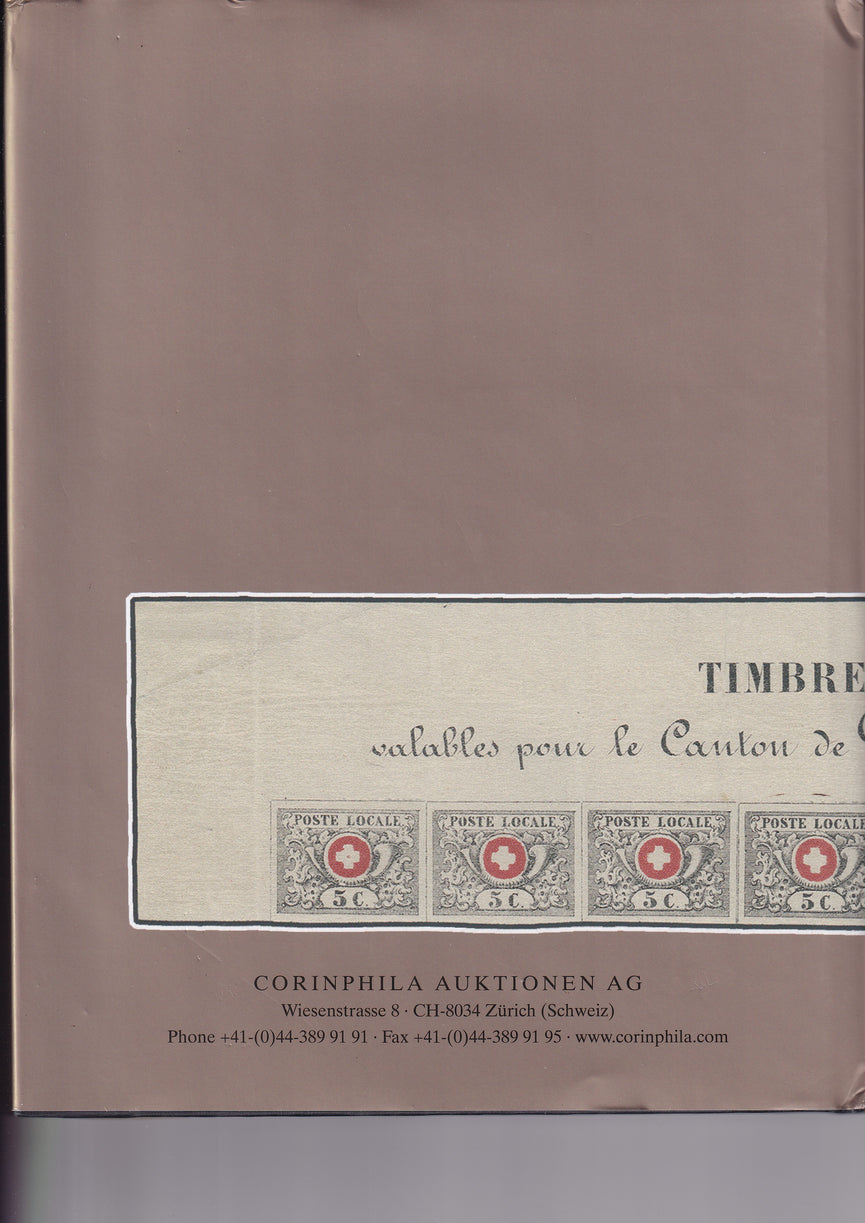 TIMBRE
valables pour le Canton de
POSTE LOCALE POSTE LOCALE POSTE LOCALE POSTE LOCALE
5 C. 5 C. 5 C. 5 C.
CORINPHILA AUKTIONEN AG
Wiesenstrasse 8 · CH-8034 Zürich (Schweiz)
Phone +41-(0)44-389 91 91 · Fax +41-(0)44-389 91 95 · www.corinphila.com